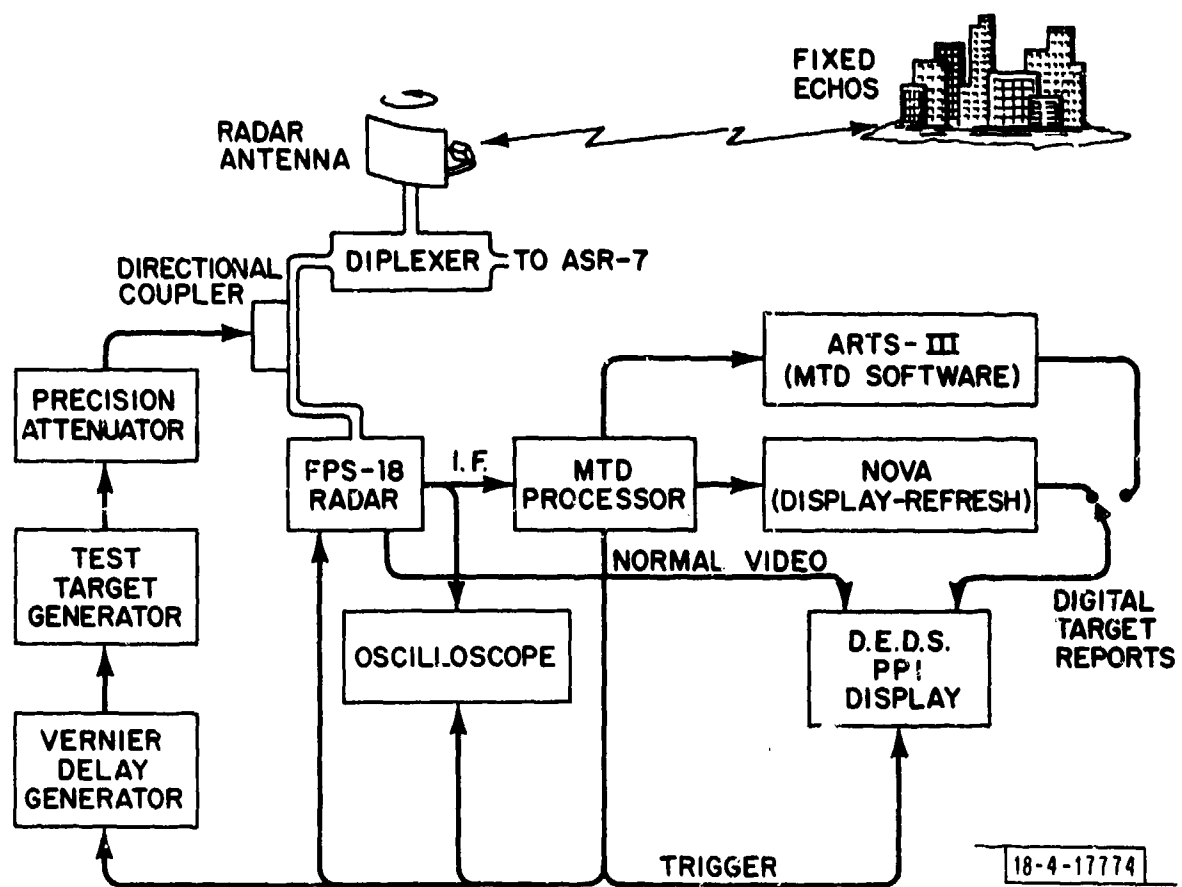 FIXED
ECHOS
RADAR
ANTENNA
DIPLEXER
TO ASR-7
DIRECTIONAL
COUPLER
ARTS-III
(MTD SOFTWARE)
PRECISION
ATTENUATOR
FPS-18
RADAR
I.F.
MTD
PROCESSOR
NOVA
(DISPLAY-REFRESH)
TEST
TARGET
GENERATOR
NORMAL VIDEO
OSCILLOSCOPE
D.E.D.S.
PPI
DISPLAY
DIGITAL
TARGET
REPORTS
VERNIER
DELAY
GENERATOR
TRIGGER
18-4-17774